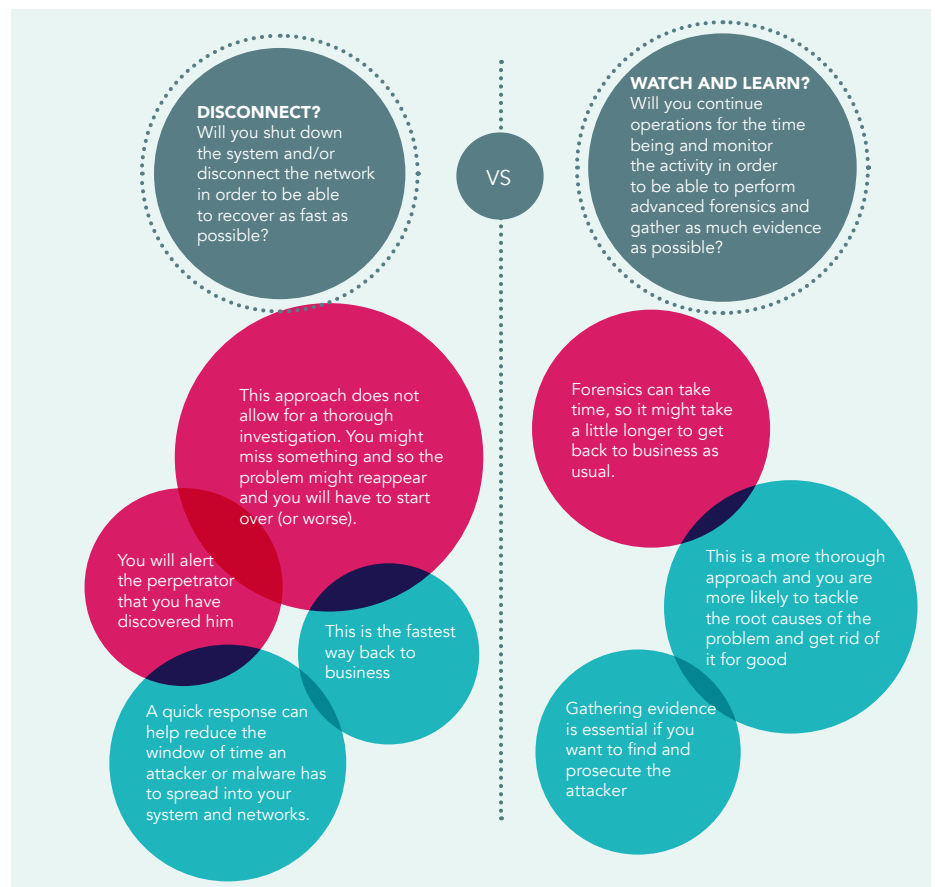 DISCONNECT?
Will you shut down
the system and/or
disconnect the network
in order to be able
to recover as fast as
possible?
VS
WATCH AND LEARN?
Will you continue
operations for the time
being and monitor
the activity in order
to be able to perform
advanced forensics and
gather as much evidence
as possible?
This approach does not
allow for a thorough
investigation. You might
miss something and so the
problem might reappear
and you will have to start
over (or worse).
You will alert
the perpetrator
that you have
discovered him
This is the fastest
way back to
business
A quick response can
help reduce the
window of time an
attacker or malware has
to spread into your
system and networks.
Forensics can take
time, so it might take
a little longer to get
back to business as
usual.
This is a more thorough
approach and you are
more likely to tackle
the root causes of the
problem and get rid of
it for good
Gathering evidence
is essential if you
want to find and
prosecute the
attacker